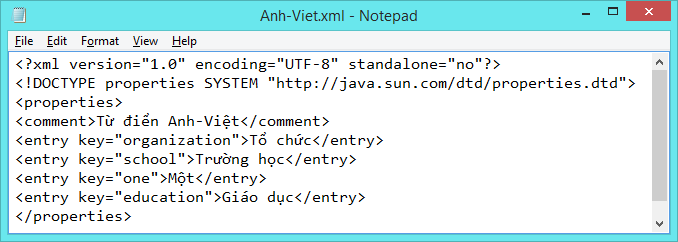 Anh-Viet.xml - Notepad
File Edit Format View Help
<?xml version="1.0" encoding="UTF-8" standalone="no"?>
<!DOCTYPE properties SYSTEM "http://java.sun.com/dtd/properties.dtd">
<properties>
<comment>Từ điển Anh-Việt</comment>
<entry key="organization">Tổ chức</entry>
<entry key="school">Trường học</entry>
<entry key="one">Một</entry>
<entry key="education">Giáo dục</entry>
</properties>